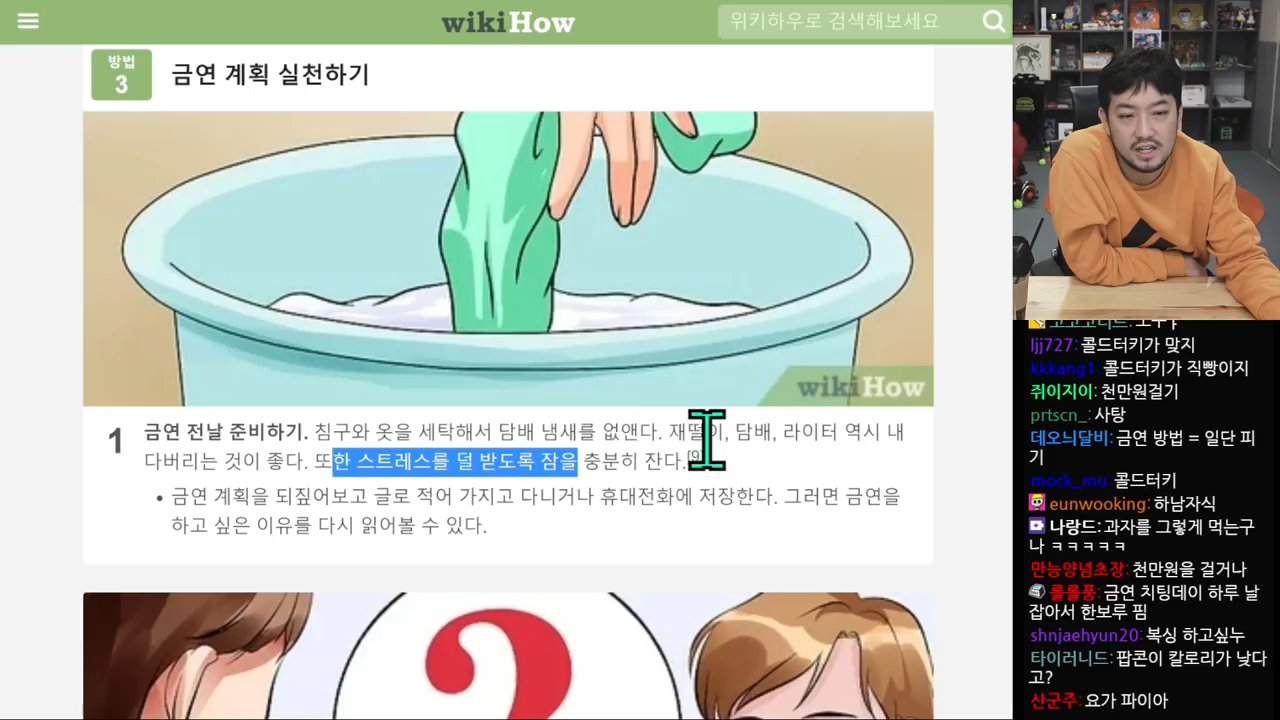 wikiHow
위키하우로 검색해보세요
방법
3
금연 계획 실천하기
wikiHow
1
금연 전날 준비하기. 침구와 옷을 세탁해서 담배 냄새를 없앤다. 재떨이, 담배, 라이터 역시 내
다버리는 것이 좋다. 또한 스트레스를 덜 받도록 잠을 충분히 잔다.
• 금연 계획을 되짚어보고 글로 적어 가지고 다니거나 휴대전화에 저장한다. 그러면 금연을
하고 싶은 이유를 다시 읽어볼 수 있다.
?
ljj727: 콜드터키가 맞지
kkkang1: 콜드터키가 직빵이지
쥐이지이: 천만원걸기
prtscn_: 사탕
데오늬달비: 금연 방법 = 일단 피
기
mock_mu: 콜드터키
eunwooking: 하남자식
나랑드: 과자를 그렇게 먹는구
나 ㅋㅋㅋㅋㅋ
만능양념초장: 천만원을 걸거나
롤롤풍: 금연 치팅데이 하루 날
잡아서 한보루 핌
shnjaehyun20: 복싱 하고싶누
타이러니드: 팝콘이 칼로리가 낮다
고?
산군주: 요가 파이아